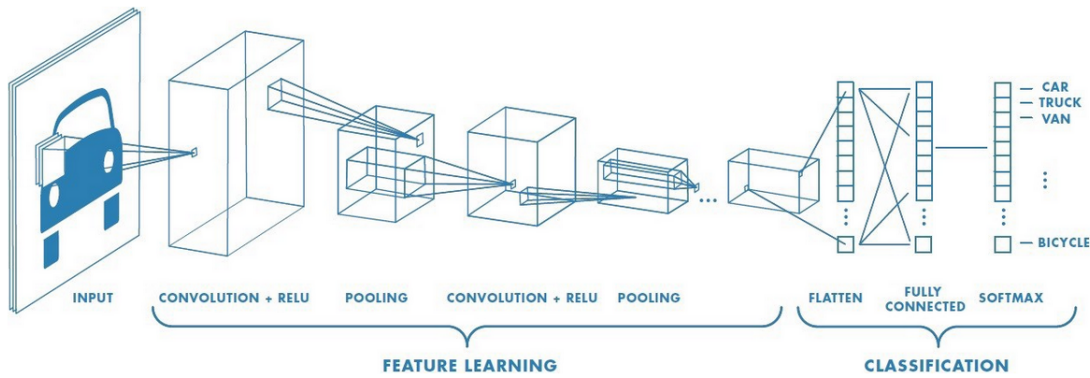 CAR
TRUCK
VAN
BICYCLE
INPUT
CONVOLUTION + RELU
POOLING
CONVOLUTION + RELU
POOLING
FLATTEN
FULLY
CONNECTED
SOFTMAX
FEATURE LEARNING
CLASSIFICATION